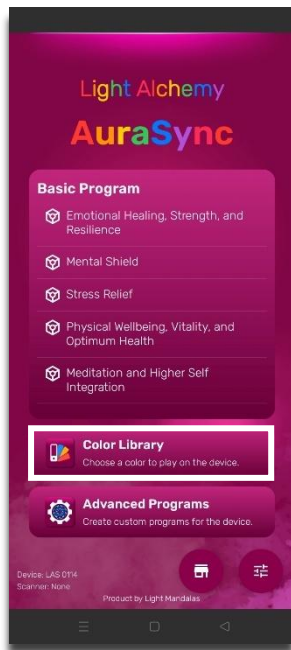 Light Alchemy
AuraSync
Basic Program
Emotional Healing, Strength, and
Resilience
Mental Shield
Stress Relief
Physical Wellbeing, Vitality, and
Optimum Health
Meditation and Higher Self
Integration
Color Library
Choose a color to play on the device.
Advanced Programs
Create custom programs for the device.
Device: LAS 0114
Scanner: None
Product by Light Mandalas